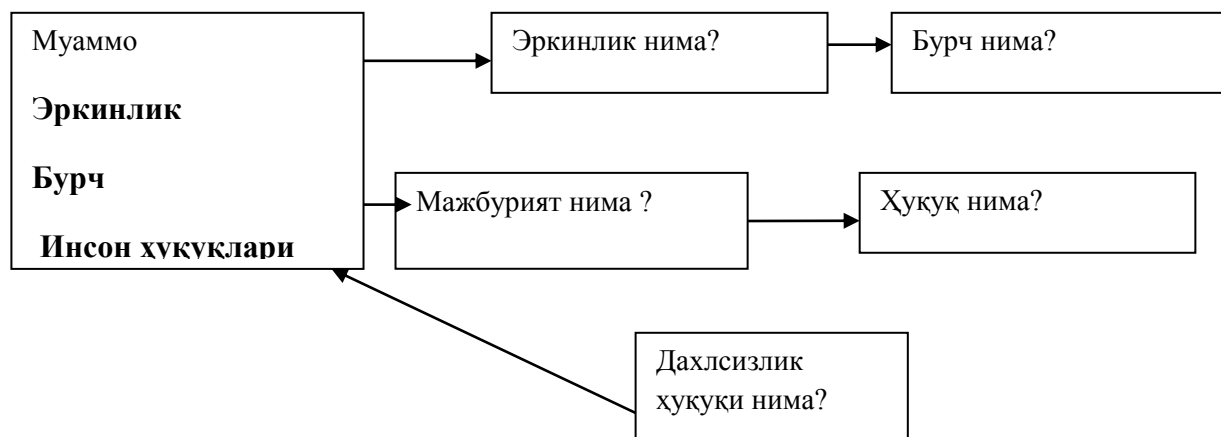 Муаммо
Эркинлик
Бурч
Инсон ҳуқуқлари
Эркинлик нима?
Бурч нима?
Мажбурият нима ?
Ҳуқуқ нима?
Дахлсизлик
ҳуқуқи нима?